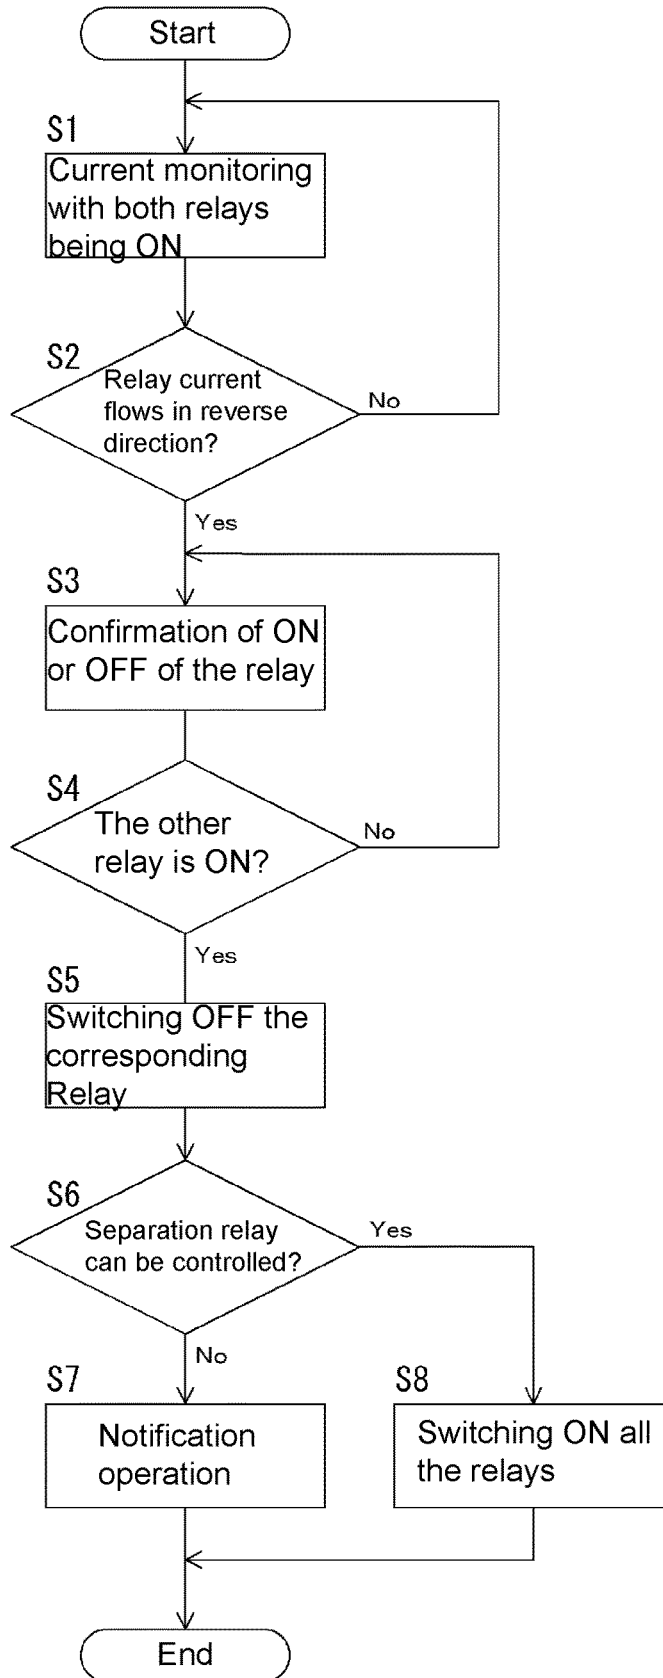 Start
S1
Current monitoring
with both relays
being ON
S2
Relay current
flows in reverse
direction?
No
Yes
S3
Confirmation of ON
or OFF of the relay
S4
The other
relay is ON?
No
Yes
S5
Switching OFF the
corresponding
Relay
S6
Separation relay
can be controlled?
Yes
No
S7
Notification
operation
S8
Switching ON all
the relays
End